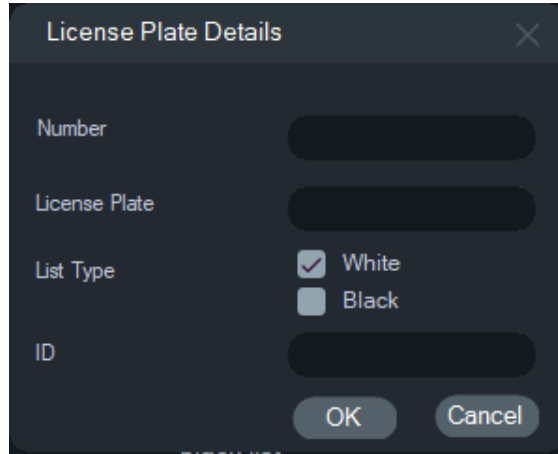 License Plate Details
Number
License Plate
List Type
White
Black
ID
OK Cancel